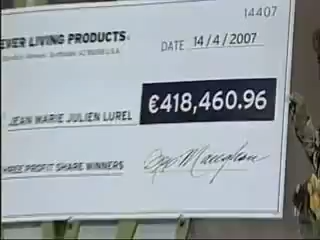 14407
EVER LIVING PRODUCTS
DATE 14/4/2007
€418,460.96
JEAN MARIE JULIEN LUREL
HREE PROFIT SHARE WINNERS